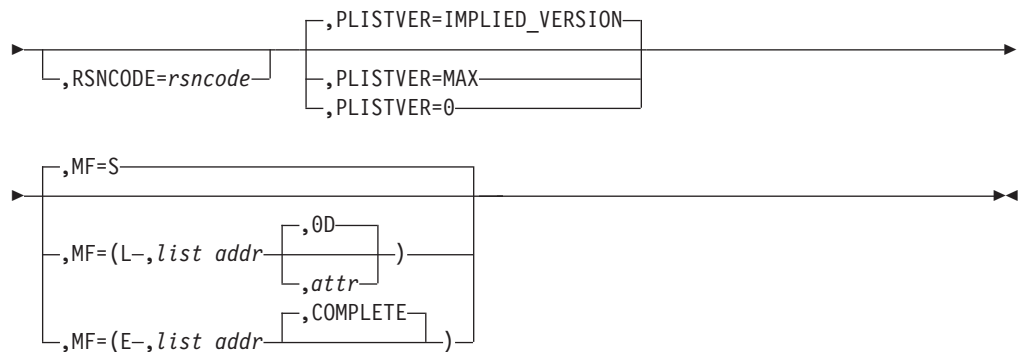 ,PLISTVER=IMPLIED_VERSION
,RSNCODE=rsncode
,PLISTVER=MAX
,PLISTVER=0
,MF=S
,0D
,MF=(L ,list addr )
,attr
,COMPLETE
,MF=(E ,list addr )